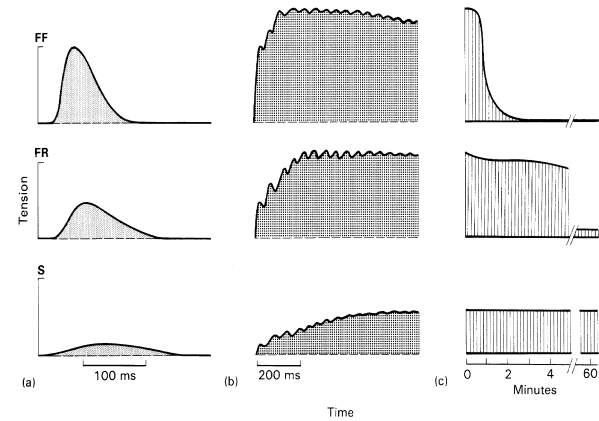 FF
FR
Tension
S
(a)
100 ms
(b)
200 ms
(c)
0 2 4 60
Minutes
Time